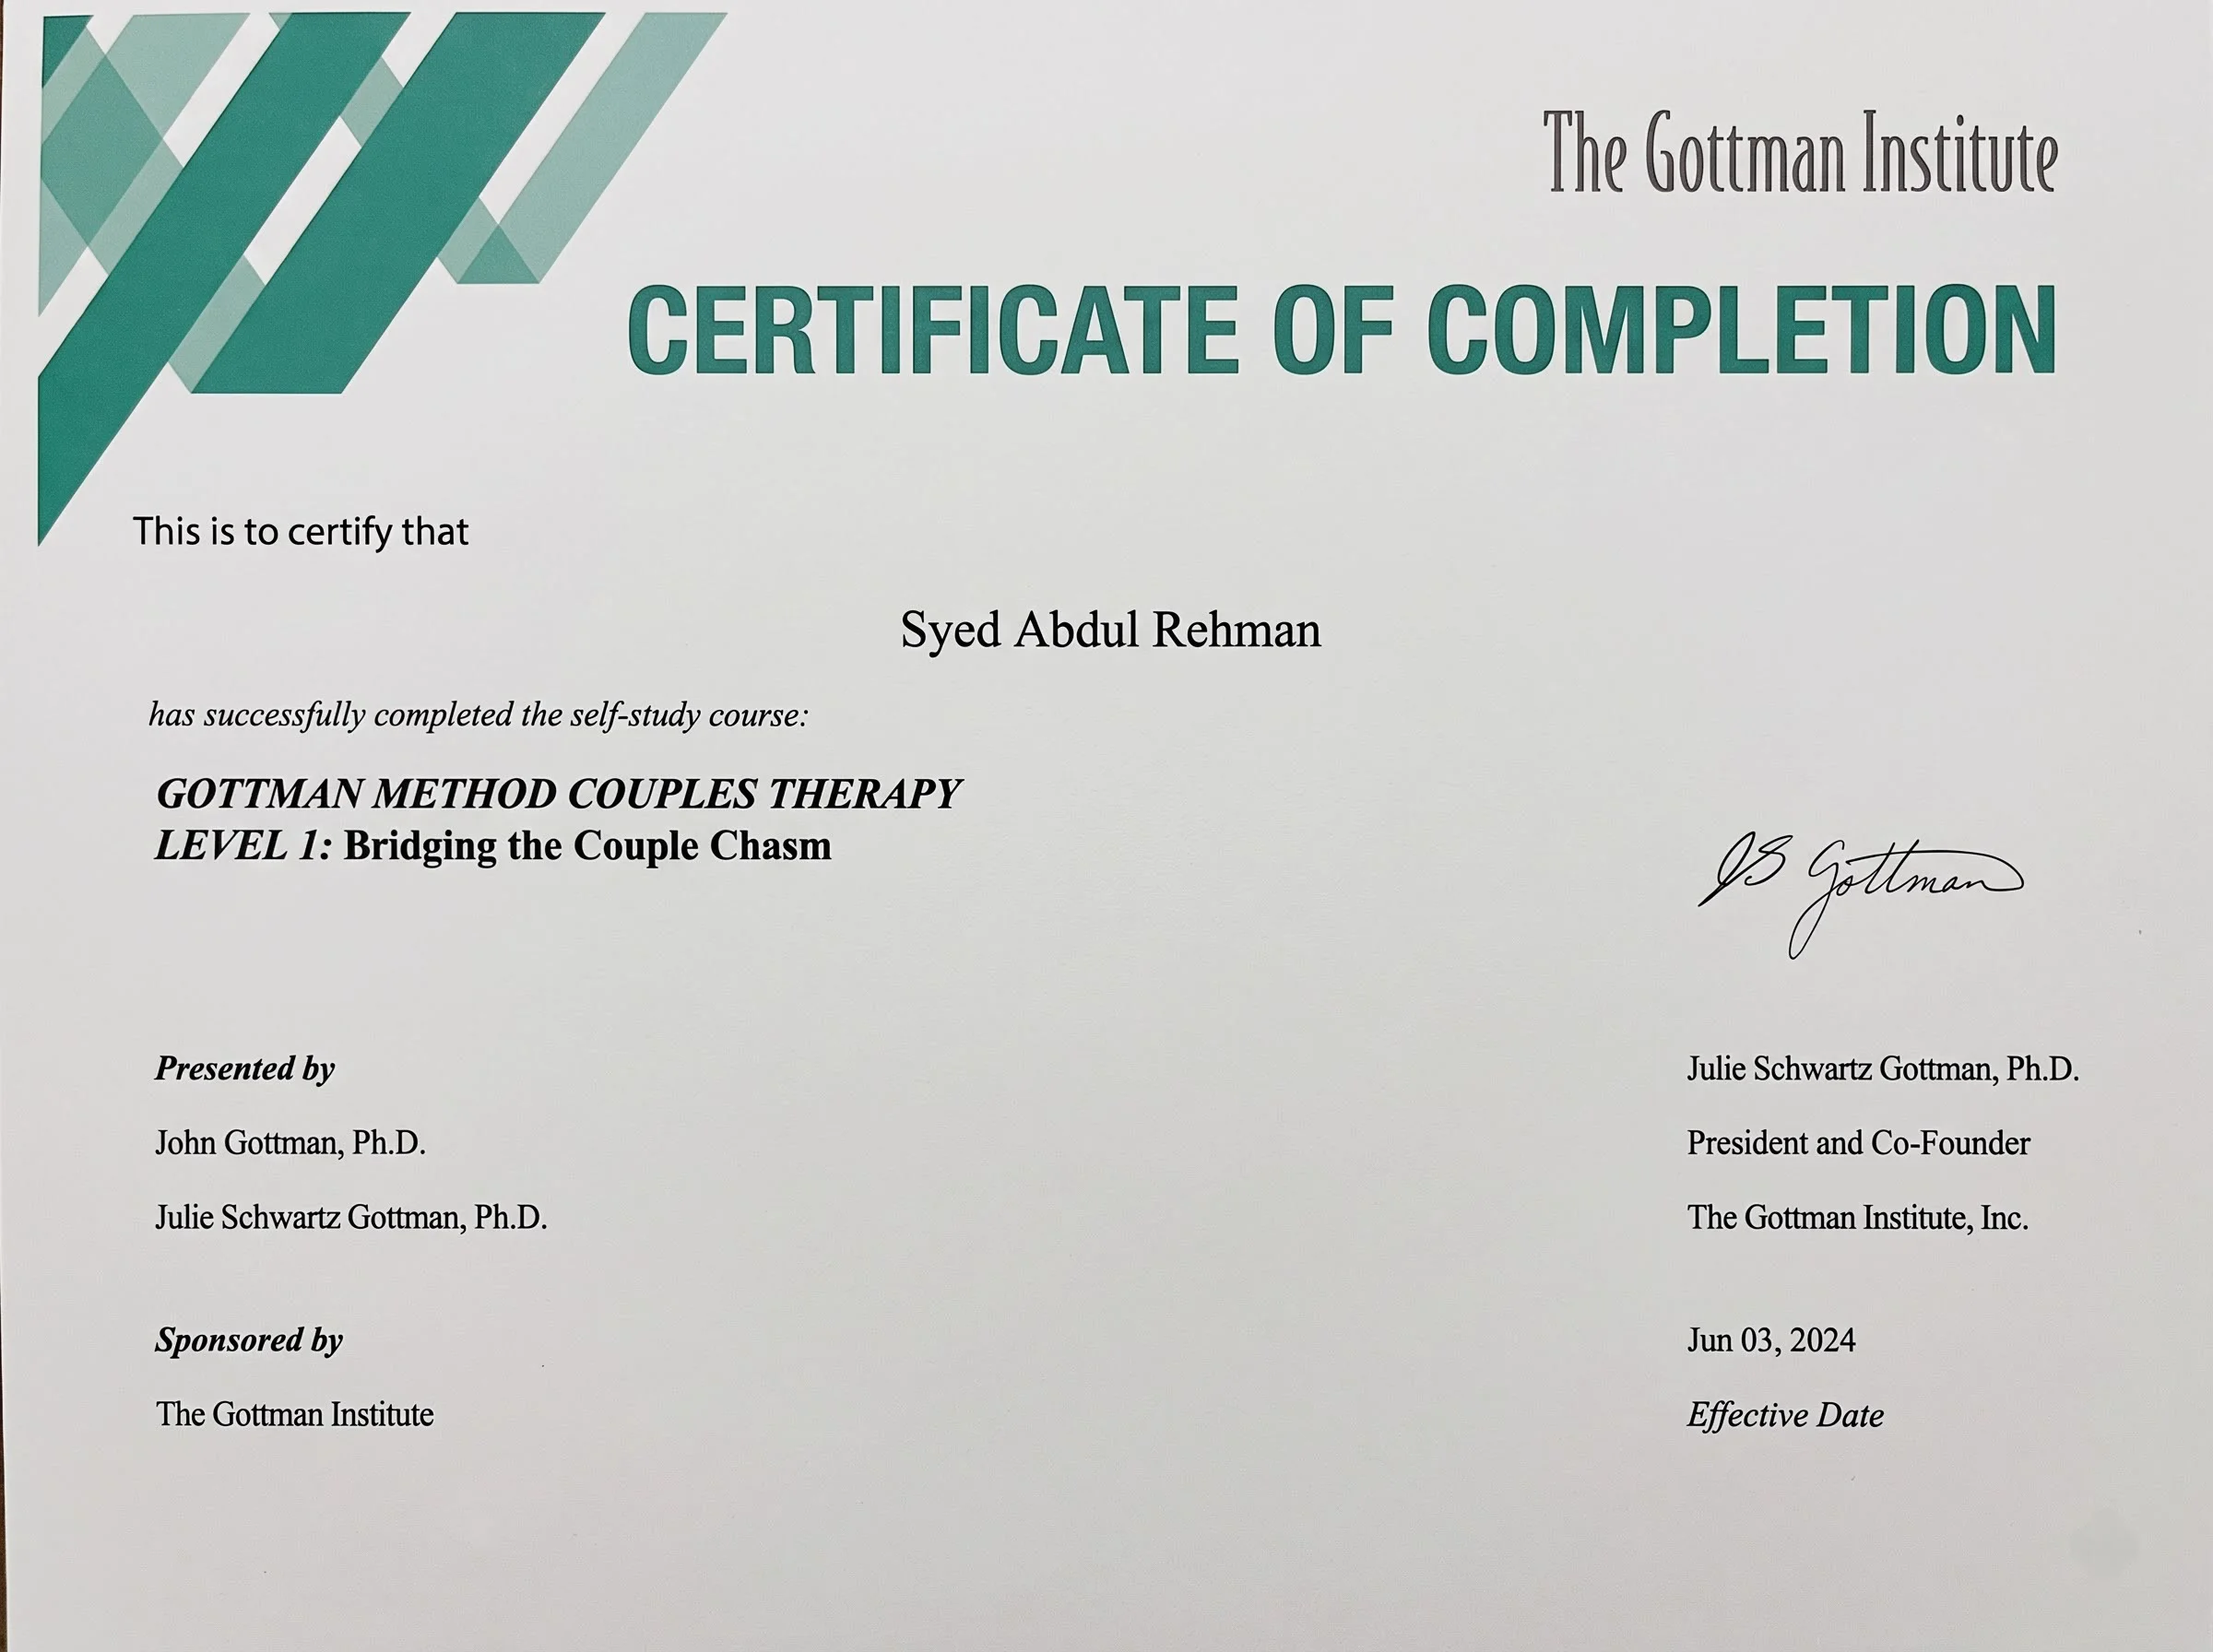 The Gottman Institute
CERTIFICATE OF COMPLETION
This is to certify that
Syed Abdul Rehman
has successfully completed the self-study course:
GOTTMAN METHOD COUPLES THERAPY
LEVEL 1: Bridging the Couple Chasm
JS Gottman
Presented by
John Gottman, Ph.D.
Julie Schwartz Gottman, Ph.D.
Sponsored by
The Gottman Institute
Julie Schwartz Gottman, Ph.D.
President and Co-Founder
The Gottman Institute, Inc.
Jun 03, 2024
Effective Date